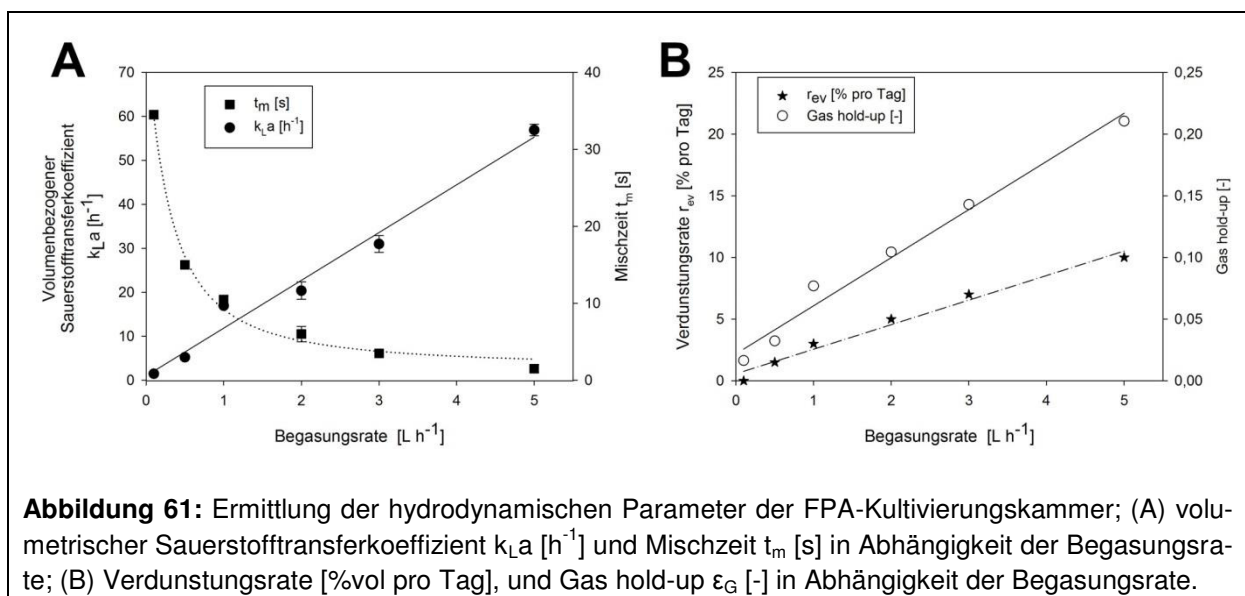 A
70
60
50
40
30
20
10
0
Volumenbezogener
Sauerstofftransferkoeffizient
kLa [h-1]
tm [s]
kLa [h-1]
40
30
20
10
0
Mischzeit tm [s]
0 1 2 3 4 5
Begasungsrate [L h-1]
B
25
20
15
10
5
0
Verdunstungsrate rev [% pro Tag]
rev [% pro Tag]
Gas hold-up [-]
0,25
0,20
0,15
0,10
0,05
0,00
Gas hold-up [-]
0 1 2 3 4 5
Begasungsrate [L h-1]
Abbildung 61: Ermittlung der hydrodynamischen Parameter der FPA-Kultivierungskammer; (A) volu-
metrischer Sauerstofftransferkoeffizient kLa [h-1] und Mischzeit tm [s] in Abhängigkeit der Begasungsra-
te; (B) Verdunstungsrate [%vol pro Tag], und Gas hold-up εG [-] in Abhängigkeit der Begasungsrate.